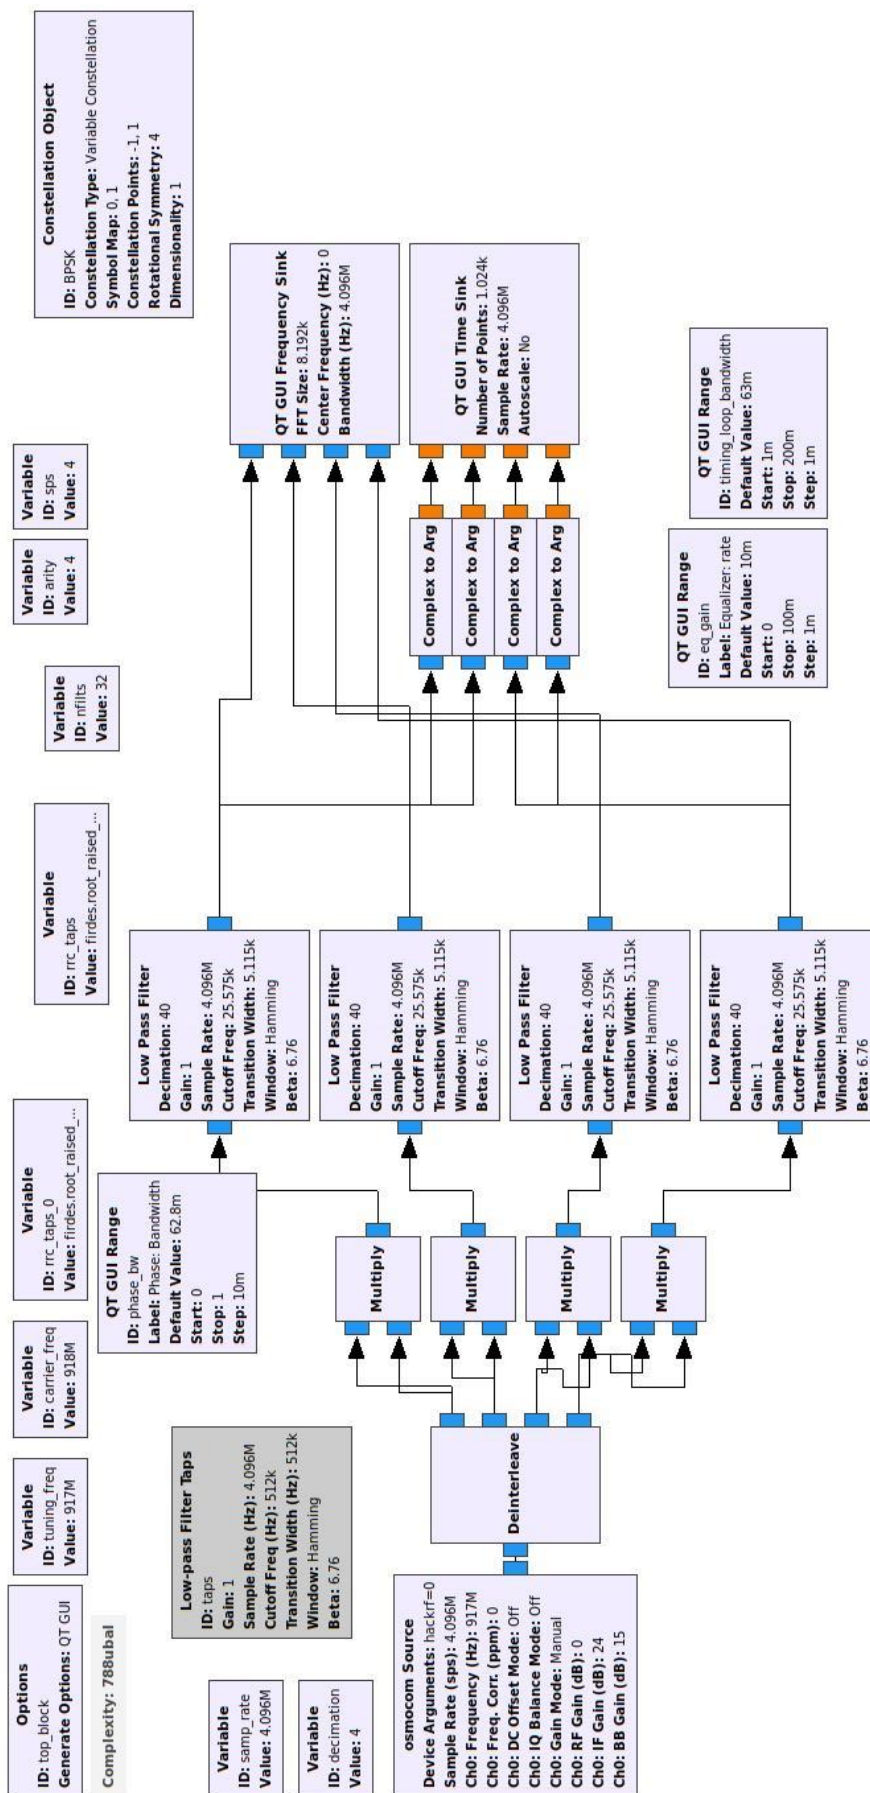 Options
ID: top_block
Generate Options: QT GUI
Complexity: 788ubal
Variable
ID: tuning_freq
Value: 917M
Variable
ID: carrier_freq
Value: 918M
Variable
ID: rrc_taps_0
Value: firdes.root_raised_...
Variable
ID: rrc_taps
Value: firdes.root_raised_...
Variable
ID: nfilts
Value: 32
Variable
ID: arity
Value: 4
Variable
ID: sps
Value: 4
Constellation Object
ID: BPSK
Constellation Type: Variable Constellation
Symbol Map: 0, 1
Constellation Points: -1, 1
Rotational Symmetry: 4
Dimensionality: 1
Variable
ID: samp_rate
Value: 4.096M
Variable
ID: decimation
Value: 4
Low-pass Filter Taps
ID: taps
Gain: 1
Sample Rate (Hz): 4.096M
Cutoff Freq (Hz): 512k
Transition Width (Hz): 512k
Window: Hamming
Beta: 6.76
QT GUI Range
ID: phase_bw
Label: Phase: Bandwidth
Default Value: 62.8m
Start: 0
Stop: 1
Step: 10m
osmocom Source
Device Arguments: hackrf=0
Sample Rate (sps): 4.096M
Ch0: Frequency (Hz): 917M
Ch0: Freq. Corr. (ppm): 0
Ch0: DC Offset Mode: Off
Ch0: IQ Balance Mode: Off
Ch0: Gain Mode: Manual
Ch0: RF Gain (dB): 0
Ch0: IF Gain (dB): 24
Ch0: BB Gain (dB): 15
Deinterleave
Multiply
Multiply
Multiply
Multiply
Low Pass Filter
Decimation: 40
Gain: 1
Sample Rate: 4.096M
Cutoff Freq: 25.575k
Transition Width: 5.115k
Window: Hamming
Beta: 6.76
Low Pass Filter
Decimation: 40
Gain: 1
Sample Rate: 4.096M
Cutoff Freq: 25.575k
Transition Width: 5.115k
Window: Hamming
Beta: 6.76
Low Pass Filter
Decimation: 40
Gain: 1
Sample Rate: 4.096M
Cutoff Freq: 25.575k
Transition Width: 5.115k
Window: Hamming
Beta: 6.76
Low Pass Filter
Decimation: 40
Gain: 1
Sample Rate: 4.096M
Cutoff Freq: 25.575k
Transition Width: 5.115k
Window: Hamming
Beta: 6.76
QT GUI Frequency Sink
FFT Size: 8.192k
Center Frequency (Hz): 0
Bandwidth (Hz): 4.096M
Complex to Arg
Complex to Arg
Complex to Arg
Complex to Arg
QT GUI Time Sink
Number of Points: 1.024k
Sample Rate: 4.096M
Autoscale: No
QT GUI Range
ID: eq_gain
Label: Equalizer: rate
Default Value: 10m
Start: 0
Stop: 100m
Step: 1m
QT GUI Range
ID: timing_loop_bandwidth
Default Value: 63m
Start: 1m
Stop: 200m
Step: 1m